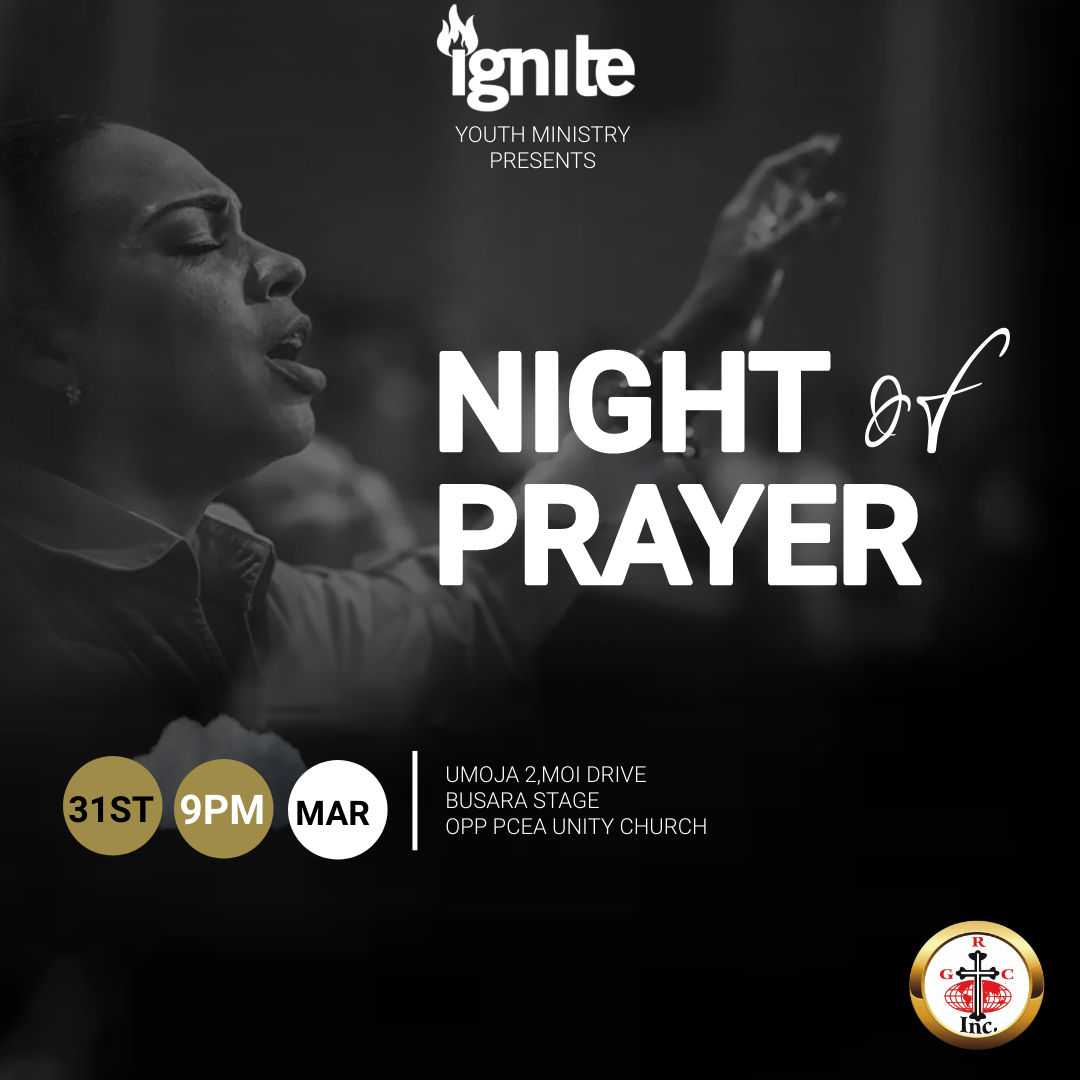 ignite
YOUTH MINISTRY
PRESENTS
NIGHT of
PRAYER
31ST 9PM MAR
UMOJA 2,MOI DRIVE
BUSARA STAGE
OPP PCEA UNITY CHURCH
R
G C
Inc.